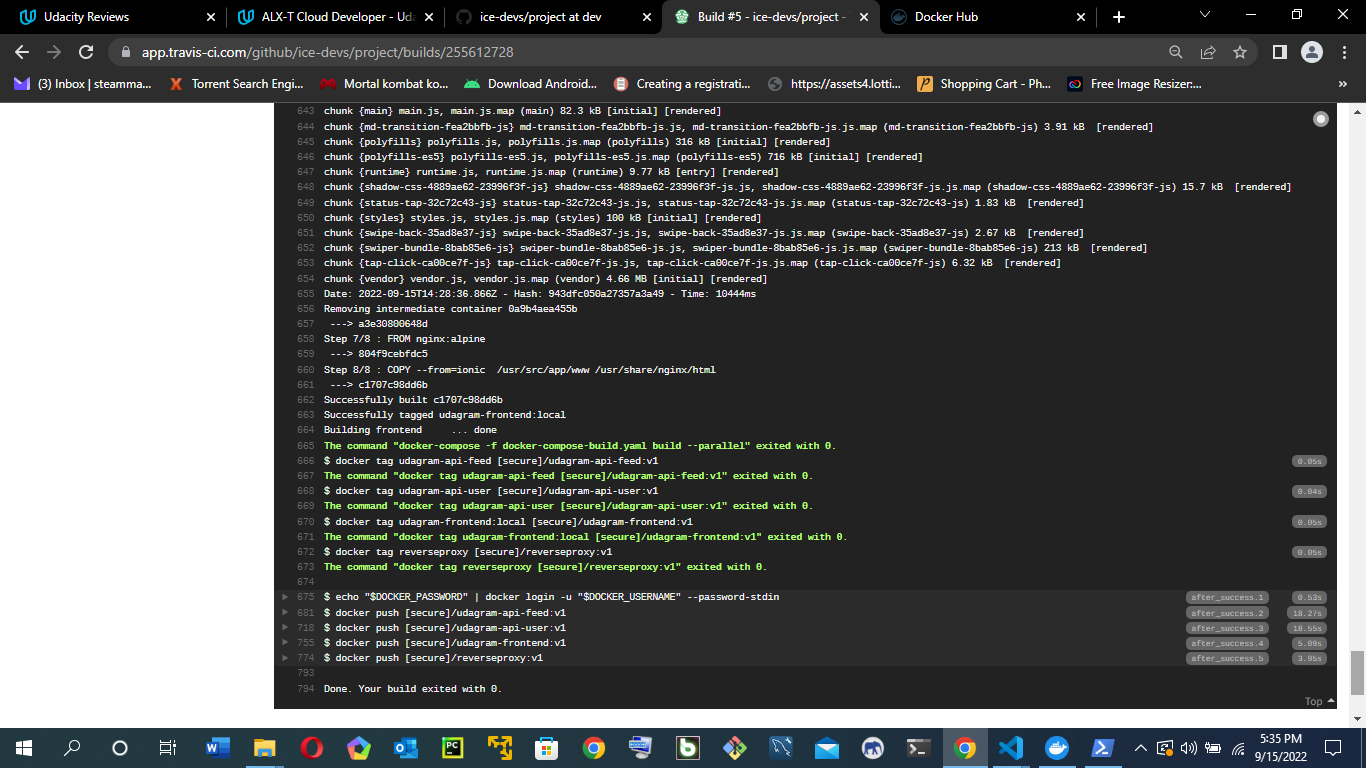 Udacity Reviews
ALX-T Cloud Developer - Uda
ice-devs/project at dev
Build #5 - ice-devs/project -
Docker Hub
app.travis-ci.com/github/ice-devs/project/builds/255612728
(3) Inbox | steamma...
Torrent Search Engi...
Mortal kombat ko...
Download Android...
Creating a registrati...
https://assets4.lotti...
Shopping Cart - Ph...
Free Image Resizer:...
»
643 chunk {main} main.js, main.js.map (main) 82.3 kB [initial] [rendered]
644 chunk {md-transition-fea2bbfb-js} md-transition-fea2bbfb-js.js, md-transition-fea2bbfb-js.js.map (md-transition-fea2bbfb-js) 3.91 kB  [rendered]
645 chunk {polyfills} polyfills.js, polyfills.js.map (polyfills) 316 kB [initial] [rendered]
646 chunk {polyfills-es5} polyfills-es5.js, polyfills-es5.js.map (polyfills-es5) 716 kB [initial] [rendered]
647 chunk {runtime} runtime.js, runtime.js.map (runtime) 9.77 kB [entry] [rendered]
648 chunk {shadow-css-4889ae62-23996f3f-js} shadow-css-4889ae62-23996f3f-js.js, shadow-css-4889ae62-23996f3f-js.js.map (shadow-css-4889ae62-23996f3f-js) 15.7 kB  [rendered]
649 chunk {status-tap-32c72c43-js} status-tap-32c72c43-js.js, status-tap-32c72c43-js.js.map (status-tap-32c72c43-js) 1.83 kB  [rendered]
650 chunk {styles} styles.js, styles.js.map (styles) 100 kB [initial] [rendered]
651 chunk {swipe-back-35ad8e37-js} swipe-back-35ad8e37-js.js, swipe-back-35ad8e37-js.js.map (swipe-back-35ad8e37-js) 2.67 kB  [rendered]
652 chunk {swiper-bundle-8bab85e6-js} swiper-bundle-8bab85e6-js.js, swiper-bundle-8bab85e6-js.js.map (swiper-bundle-8bab85e6-js) 213 kB  [rendered]
653 chunk {tap-click-ca00ce7f-js} tap-click-ca00ce7f-js.js, tap-click-ca00ce7f-js.js.map (tap-click-ca00ce7f-js) 6.32 kB  [rendered]
654 chunk {vendor} vendor.js, vendor.js.map (vendor) 4.66 MB [initial] [rendered]
655 Date: 2022-09-15T14:28:36.866Z - Hash: 943dfc050a27357a3a49 - Time: 10444ms
656 Removing intermediate container 0a9b4aea455b
657  ---> a3e30800648d
658 Step 7/8 : FROM nginx:alpine
659  ---> 804f9cebfdc5
660 Step 8/8 : COPY --from=ionic  /usr/src/app/www /usr/share/nginx/html
661  ---> c1707c98dd6b
662 Successfully built c1707c98dd6b
663 Successfully tagged udagram-frontend:local
664 Building frontend     ... done
665 The command "docker-compose -f docker-compose-build.yaml build --parallel" exited with 0.
666 $ docker tag udagram-api-feed [secure]/udagram-api-feed:v1 0.05s
667 The command "docker tag udagram-api-feed [secure]/udagram-api-feed:v1" exited with 0.
668 $ docker tag udagram-api-user [secure]/udagram-api-user:v1 0.04s
669 The command "docker tag udagram-api-user [secure]/udagram-api-user:v1" exited with 0.
670 $ docker tag udagram-frontend:local [secure]/udagram-frontend:v1 0.05s
671 The command "docker tag udagram-frontend:local [secure]/udagram-frontend:v1" exited with 0.
672 $ docker tag reverseproxy [secure]/reverseproxy:v1 0.05s
673 The command "docker tag reverseproxy [secure]/reverseproxy:v1" exited with 0.
674
675 $ echo "$DOCKER_PASSWORD" | docker login -u "$DOCKER_USERNAME" --password-stdin after_success.1 0.53s
681 $ docker push [secure]/udagram-api-feed:v1 after_success.2 18.27s
718 $ docker push [secure]/udagram-api-user:v1 after_success.3 18.55s
755 $ docker push [secure]/udagram-frontend:v1 after_success.4 5.09s
774 $ docker push [secure]/reverseproxy:v1 after_success.5 3.95s
793
794 Done. Your build exited with 0.
Top
5:35 PM
9/15/2022